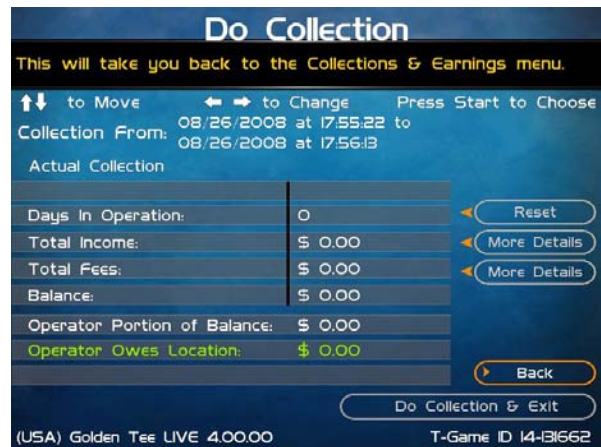 Do Collection
This will take you back to the Collections & Earnings menu.
to Move to Change Press Start to Choose
Collection From: 08/26/2008 at 17:55:22 to
08/26/2008 at 17:56:13
Actual Collection
Days In Operation: 0 Reset
Total Income: $ 0.00 More Details
Total Fees: $ 0.00 More Details
Balance: $ 0.00
Operator Portion of Balance: $ 0.00
Operator Owes Location: $ 0.00
Back
Do Collection & Exit
(USA) Golden Tee LIVE 4.00.00 T-Game ID 14-131662